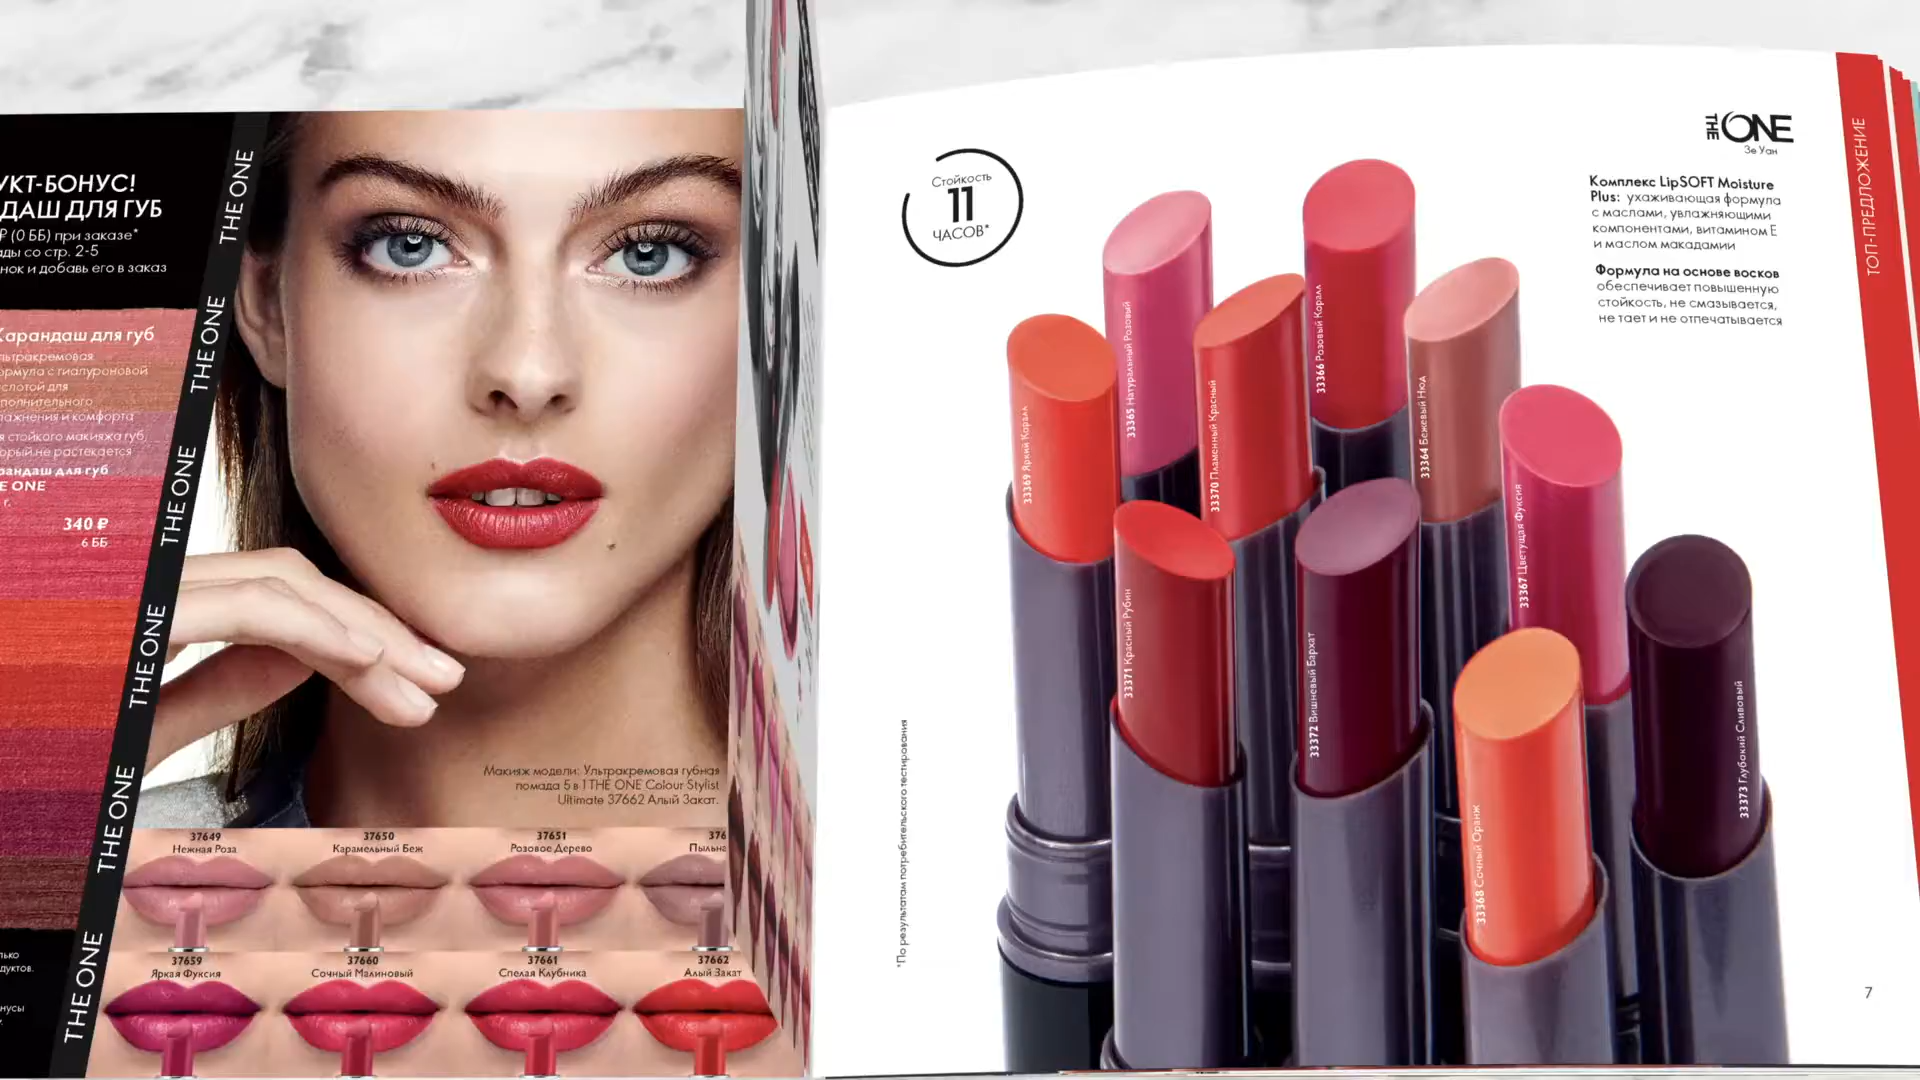 УКТ-БОНУС!
ДАШ ДЛЯ ГУБ
₽ (0 ББ) при заказе*
ады со стр. 2-5
нок и добавь его в заказ
Карандаш для губ
льтракремовая
ормула с гиалуроновой
слотой для
полнительного
лажнения и комфорта
я стойкого макияжа губ,
орый не растекается
рандаш для губ
E ONE
г.
340 ₽
6 ББ
лько
дуктов.
нусы
THE ONE
THE ONE
THE ONE
THE ONE
THE ONE
THE ONE
Макияж модели: Ультракремовая губная
помада 5 в 1 THE ONE Colour Stylist
Ultimate 37662 Алый Закат.
37649
Нежная Роза
37650
Карамельный Беж
37651
Розовое Дерево
376
Пыльна
37659
Яркая Фуксия
37660
Сочный Малиновый
37661
Спелая Клубника
37662
Алый Закат
Стойкость
11
ЧАСОВ*
*По результатам потребительского тестирования
THE ONE
Зе Уан
Комплекс LipSOFT Moisture
Plus: ухаживающая формула
с маслами, увлажняющими
компонентами, витамином Е
и маслом макадамии
Формула на основе восков
обеспечивает повышенную
стойкость, не смазывается,
не тает и не отпечатывается
33369 Яркий Коралл
33365 Натуральный Розовый
33370 Пламенный Красный
33366 Розовый Коралл
33364 Бежевый Нюд
33367 Цветущая Фуксия
33371 Красный Рубин
33372 Вишневый Бархат
33368 Сочный Оранж
33373 Глубокий Сливовый
ТОП-ПРЕДЛОЖЕНИЕ
7